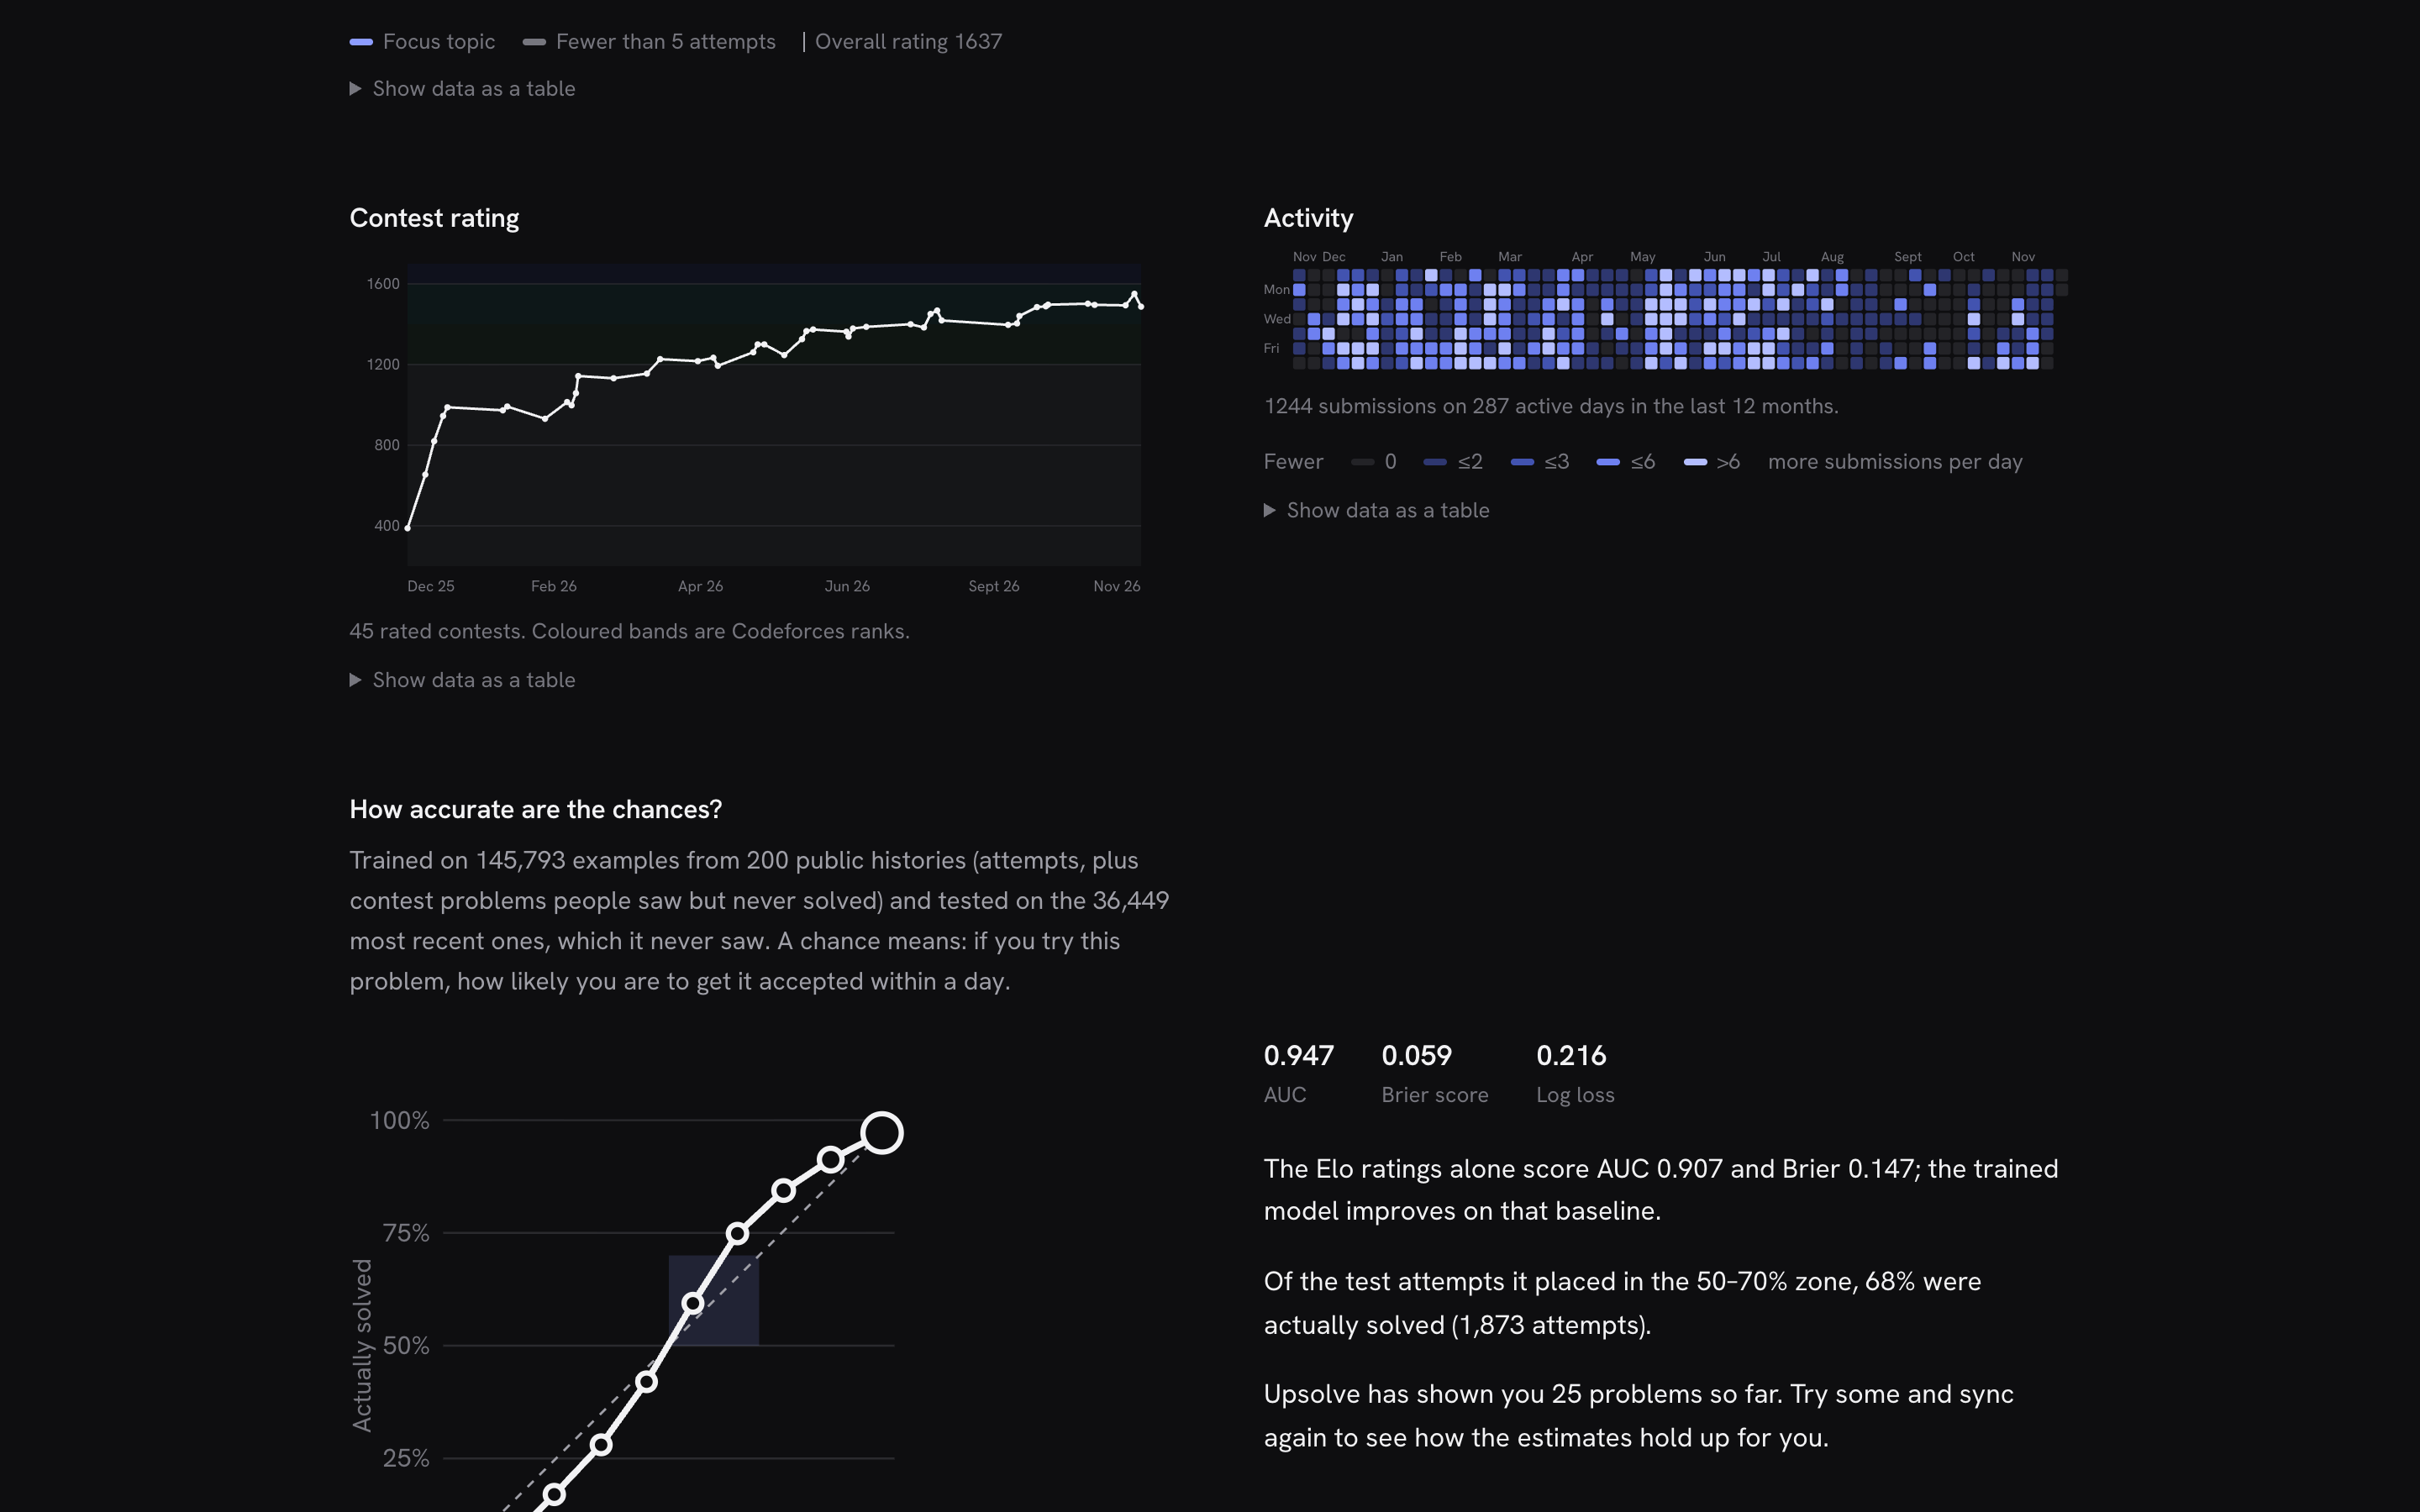 Focus topic Fewer than 5 attempts Overall rating 1637
Show data as a table
Contest rating
1600
1200
800
400
Dec 25 Feb 26 Apr 26 Jun 26 Sept 26 Nov 26
45 rated contests. Coloured bands are Codeforces ranks.
Show data as a table
Activity
Nov Dec Jan Feb Mar Apr May Jun Jul Aug Sept Oct Nov
Mon
Wed
Fri
1244 submissions on 287 active days in the last 12 months.
Fewer 0 ≤2 ≤3 ≤6 >6 more submissions per day
Show data as a table
How accurate are the chances?
Trained on 145,793 examples from 200 public histories (attempts, plus
contest problems people saw but never solved) and tested on the 36,449
most recent ones, which it never saw. A chance means: if you try this
problem, how likely you are to get it accepted within a day.
100%
75%
50%
25%
Actually solved
0.947 0.059 0.216
AUC Brier score Log loss
The Elo ratings alone score AUC 0.907 and Brier 0.147; the trained
model improves on that baseline.
Of the test attempts it placed in the 50–70% zone, 68% were
actually solved (1,873 attempts).
Upsolve has shown you 25 problems so far. Try some and sync
again to see how the estimates hold up for you.